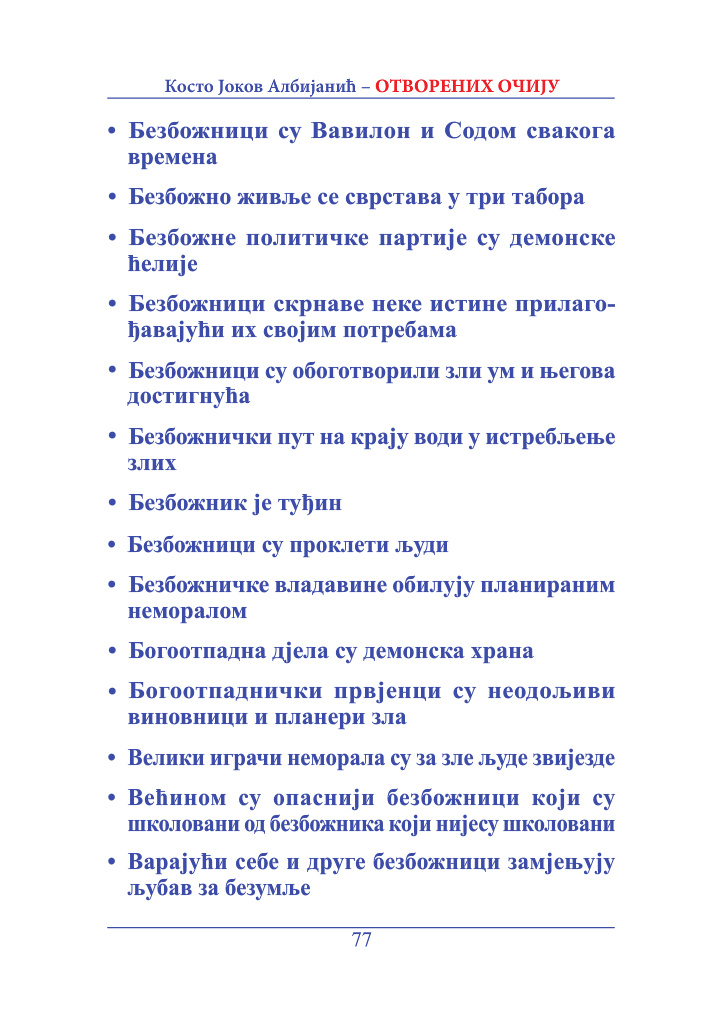 Косто Јоков Албијанић – ОТВОРЕНИХ ОЧИЈУ
• Безбожници су Вавилон и Содом свакога
времена
• Безбожно живље се сврстава у три табора
• Безбожне политичке партије су демонске
ћелије
• Безбожници скрнаве неке истине прилаго-
ђавајући их својим потребама
• Безбожници су обоготворили зли ум и његова
достигнућа
• Безбожнички пут на крају води у истребљење
злих
• Безбожник је туђин
• Безбожници су проклети људи
• Безбожничке владавине обилују планираним
неморалом
• Богоотпадна дјела су демонска храна
• Богоотпаднички првјенци су неодољиви
виновници и планери зла
• Велики играчи неморала су за зле људе звијезде
• Већином су опаснији безбожници који су
школовани од безбожника који нијесу школовани
• Варајући себе и друге безбожници замјењују
љубав за безумље
77